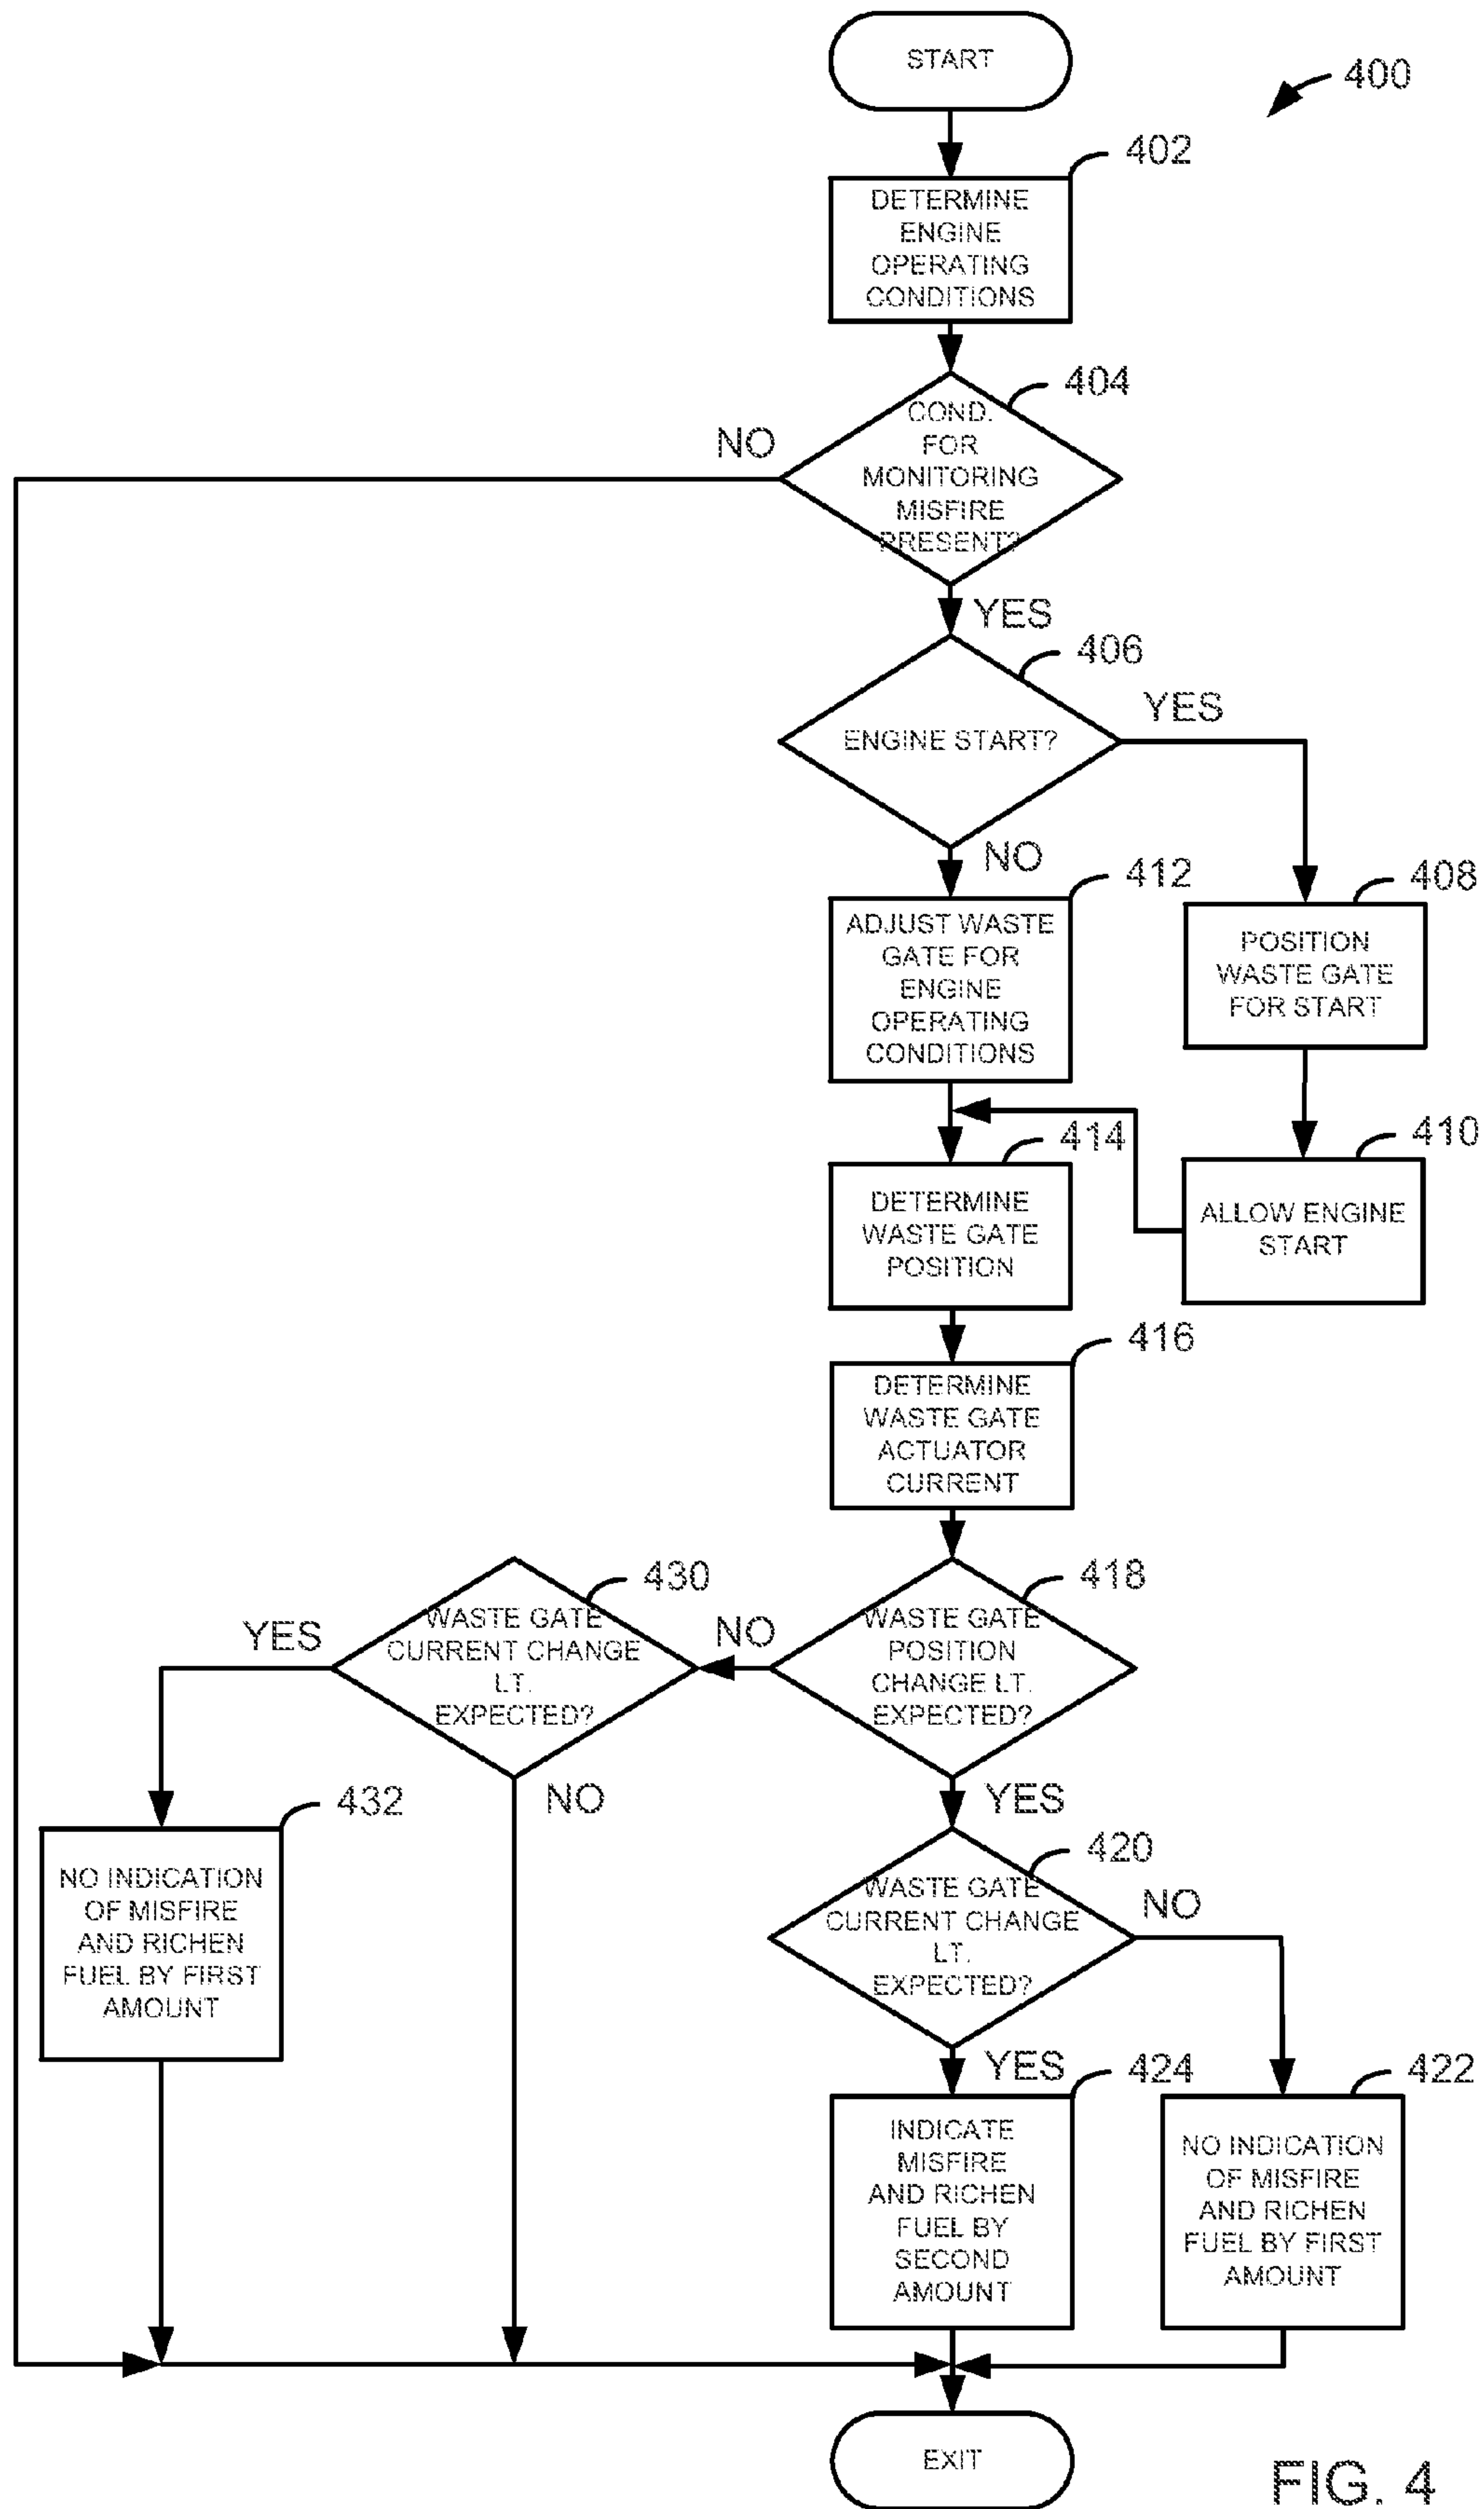 START
400
402
DETERMINE
ENGINE
OPERATING
CONDITIONS
404
COND.
FOR
MONITORING
MISFIRE
PRESENT?
NO
YES
406
ENGINE START?
YES
NO
412
ADJUST WASTE
GATE FOR
ENGINE
OPERATING
CONDITIONS
408
POSITION
WASTE GATE
FOR START
414
DETERMINE
WASTE GATE
POSITION
410
ALLOW ENGINE
START
416
DETERMINE
WASTE GATE
ACTUATOR
CURRENT
418
WASTE GATE
POSITION
CHANGE LT.
EXPECTED?
NO
430
WASTE GATE
CURRENT CHANGE
LT.
EXPECTED?
YES
NO
YES
432
NO INDICATION
OF MISFIRE
AND RICHEN
FUEL BY FIRST
AMOUNT
420
WASTE GATE
CURRENT CHANGE
LT.
EXPECTED?
NO
YES
424
INDICATE
MISFIRE
AND RICHEN
FUEL BY
SECOND
AMOUNT
422
NO INDICATION
OF MISFIRE
AND RICHEN
FUEL BY FIRST
AMOUNT
EXIT
FIG. 4